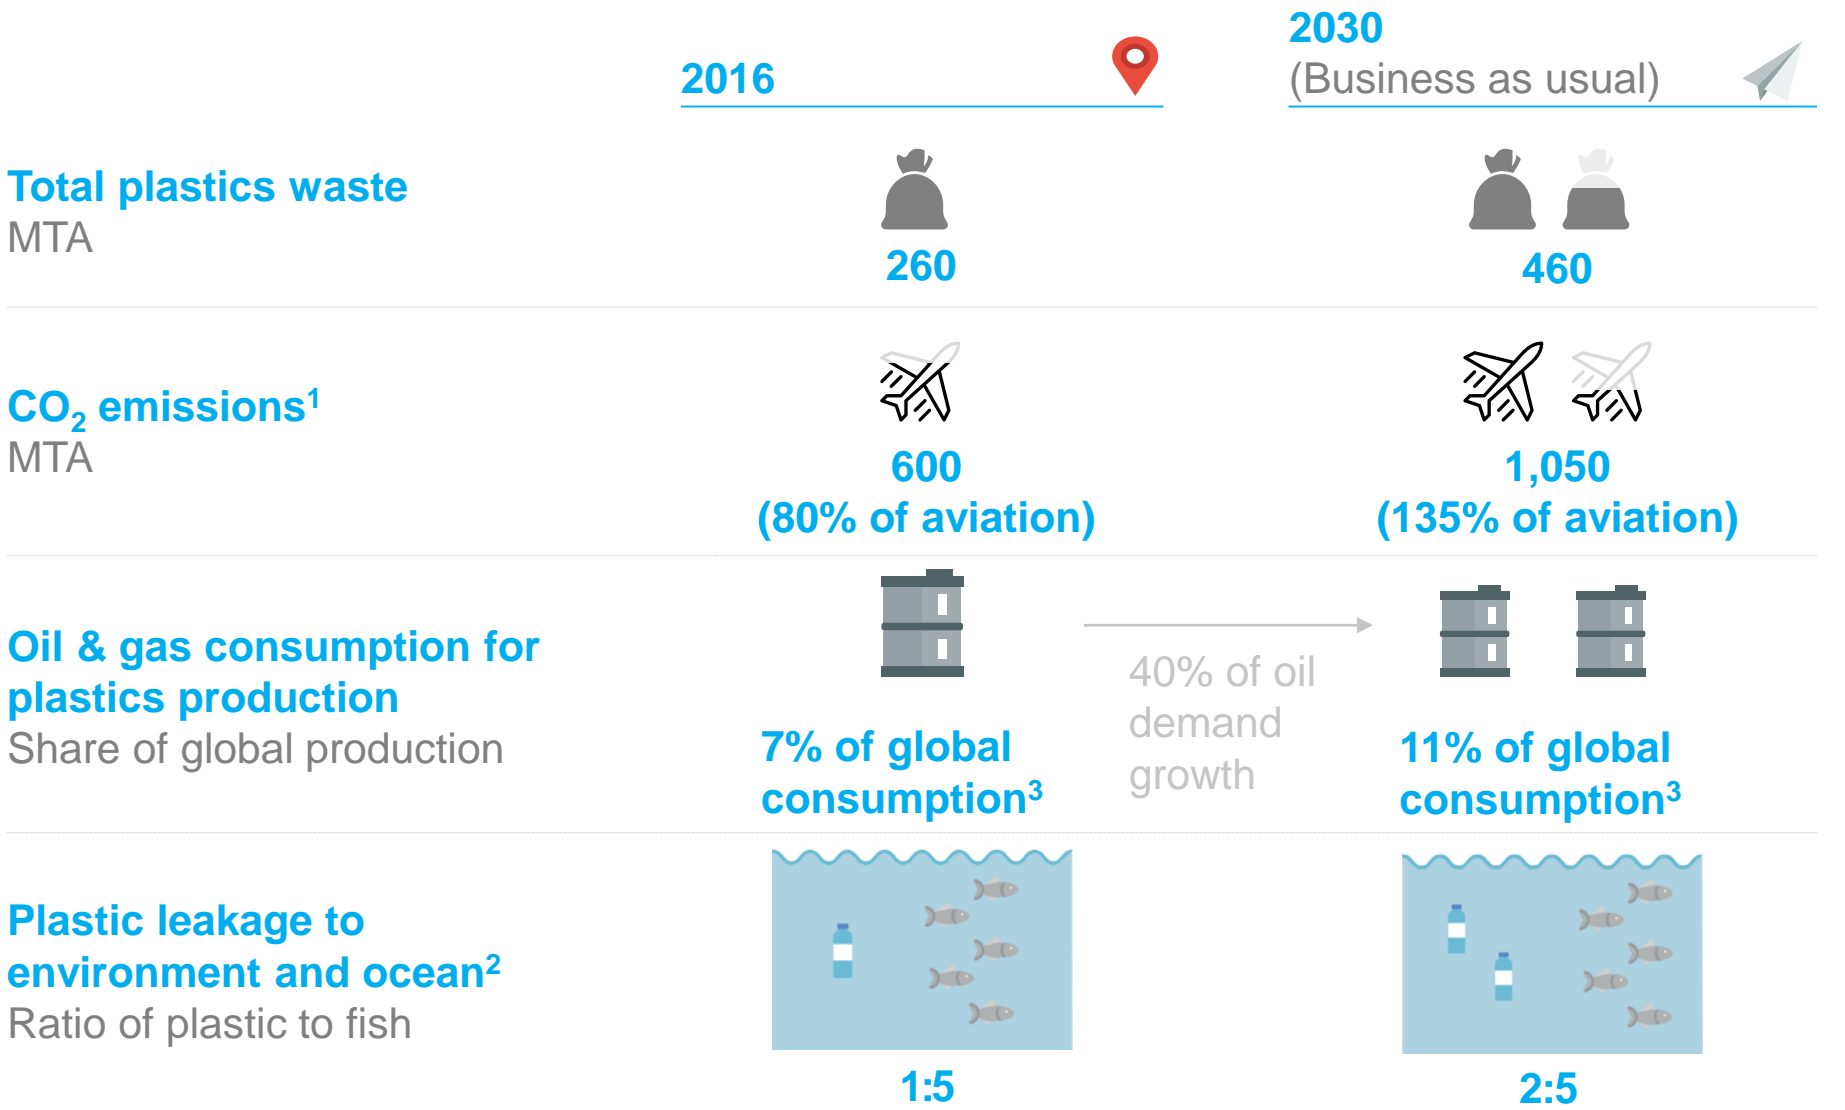 2016
2030
(Business as usual)
Total plastics waste
MTA
260
460
CO₂ emissions¹
MTA
600
(80% of aviation)
1,050
(135% of aviation)
Oil & gas consumption for
plastics production
Share of global production
7% of global
consumption³
40% of oil
demand
growth
11% of global
consumption³
Plastic leakage to
environment and ocean²
Ratio of plastic to fish
1:5
2:5